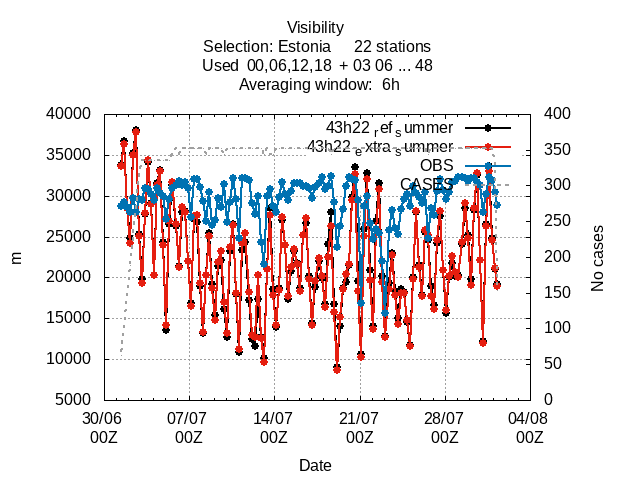 Visibility
Selection: Estonia 22 stations
Used 00,06,12,18 + 03 06 ... 48
Averaging window: 6h
43h22_ref_summer
43h22_extra_summer
OBS
CASES
40000
35000
30000
25000
20000
15000
10000
5000
m
400
350
300
250
200
150
100
50
0
No cases
30/06 00Z
07/07 00Z
14/07 00Z
21/07 00Z
28/07 00Z
04/08 00Z
Date